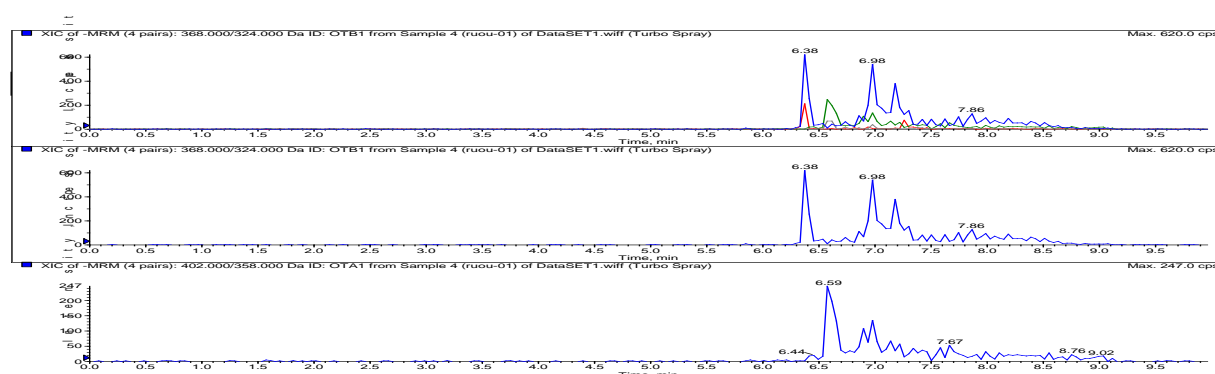 XIC of -MRM (4 pairs): 368.000/324.000 Da ID: OTB1 from Sample 4 (ruou-01) of DataSET1.wiff (Turbo Spray) Max. 620.0 cps
6.38
6.98
7.86
600
400
200
0
0.0 0.5 1.0 1.5 2.0 2.5 3.0 3.5 4.0 4.5 5.0 5.5 6.0 6.5 7.0 7.5 8.0 8.5 9.0 9.5
Time, min
XIC of -MRM (4 pairs): 368.000/324.000 Da ID: OTB1 from Sample 4 (ruou-01) of DataSET1.wiff (Turbo Spray) Max. 620.0 cps
6.38
6.98
7.86
600
400
200
0
0.0 0.5 1.0 1.5 2.0 2.5 3.0 3.5 4.0 4.5 5.0 5.5 6.0 6.5 7.0 7.5 8.0 8.5 9.0 9.5
Time, min
XIC of -MRM (4 pairs): 402.000/358.000 Da ID: OTA1 from Sample 4 (ruou-01) of DataSET1.wiff (Turbo Spray) Max. 247.0 cps
6.59
6.44
7.67
8.76 9.02
247
200
150
100
50
0
0.0 0.5 1.0 1.5 2.0 2.5 3.0 3.5 4.0 4.5 5.0 5.5 6.0 6.5 7.0 7.5 8.0 8.5 9.0 9.5
Time, min